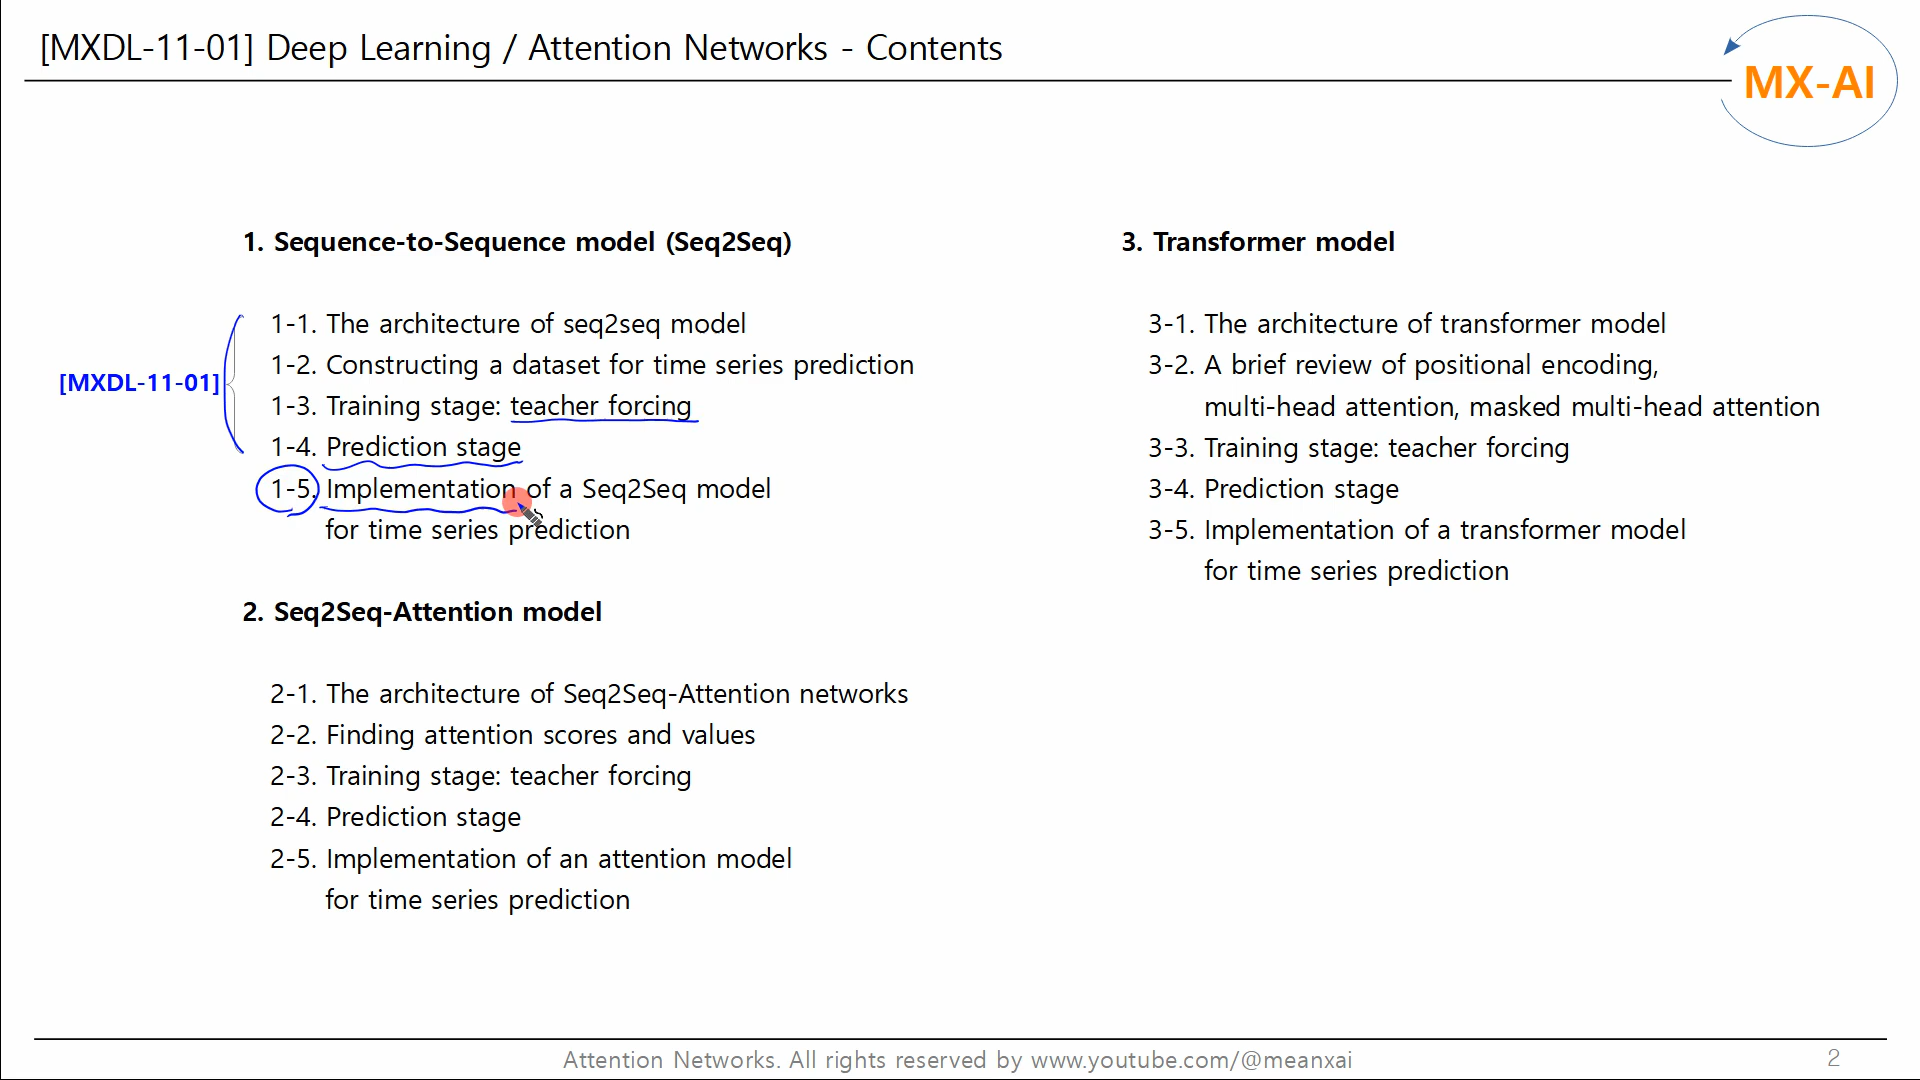 [MXDL-11-01] Deep Learning / Attention Networks - Contents
MX-AI
1. Sequence-to-Sequence model (Seq2Seq)
[MXDL-11-01]
1-1. The architecture of seq2seq model
1-2. Constructing a dataset for time series prediction
1-3. Training stage: teacher forcing
1-4. Prediction stage
1-5. Implementation of a Seq2Seq model
for time series prediction
2. Seq2Seq-Attention model
2-1. The architecture of Seq2Seq-Attention networks
2-2. Finding attention scores and values
2-3. Training stage: teacher forcing
2-4. Prediction stage
2-5. Implementation of an attention model
for time series prediction
3. Transformer model
3-1. The architecture of transformer model
3-2. A brief review of positional encoding,
multi-head attention, masked multi-head attention
3-3. Training stage: teacher forcing
3-4. Prediction stage
3-5. Implementation of a transformer model
for time series prediction
Attention Networks. All rights reserved by www.youtube.com/@meanxai
2